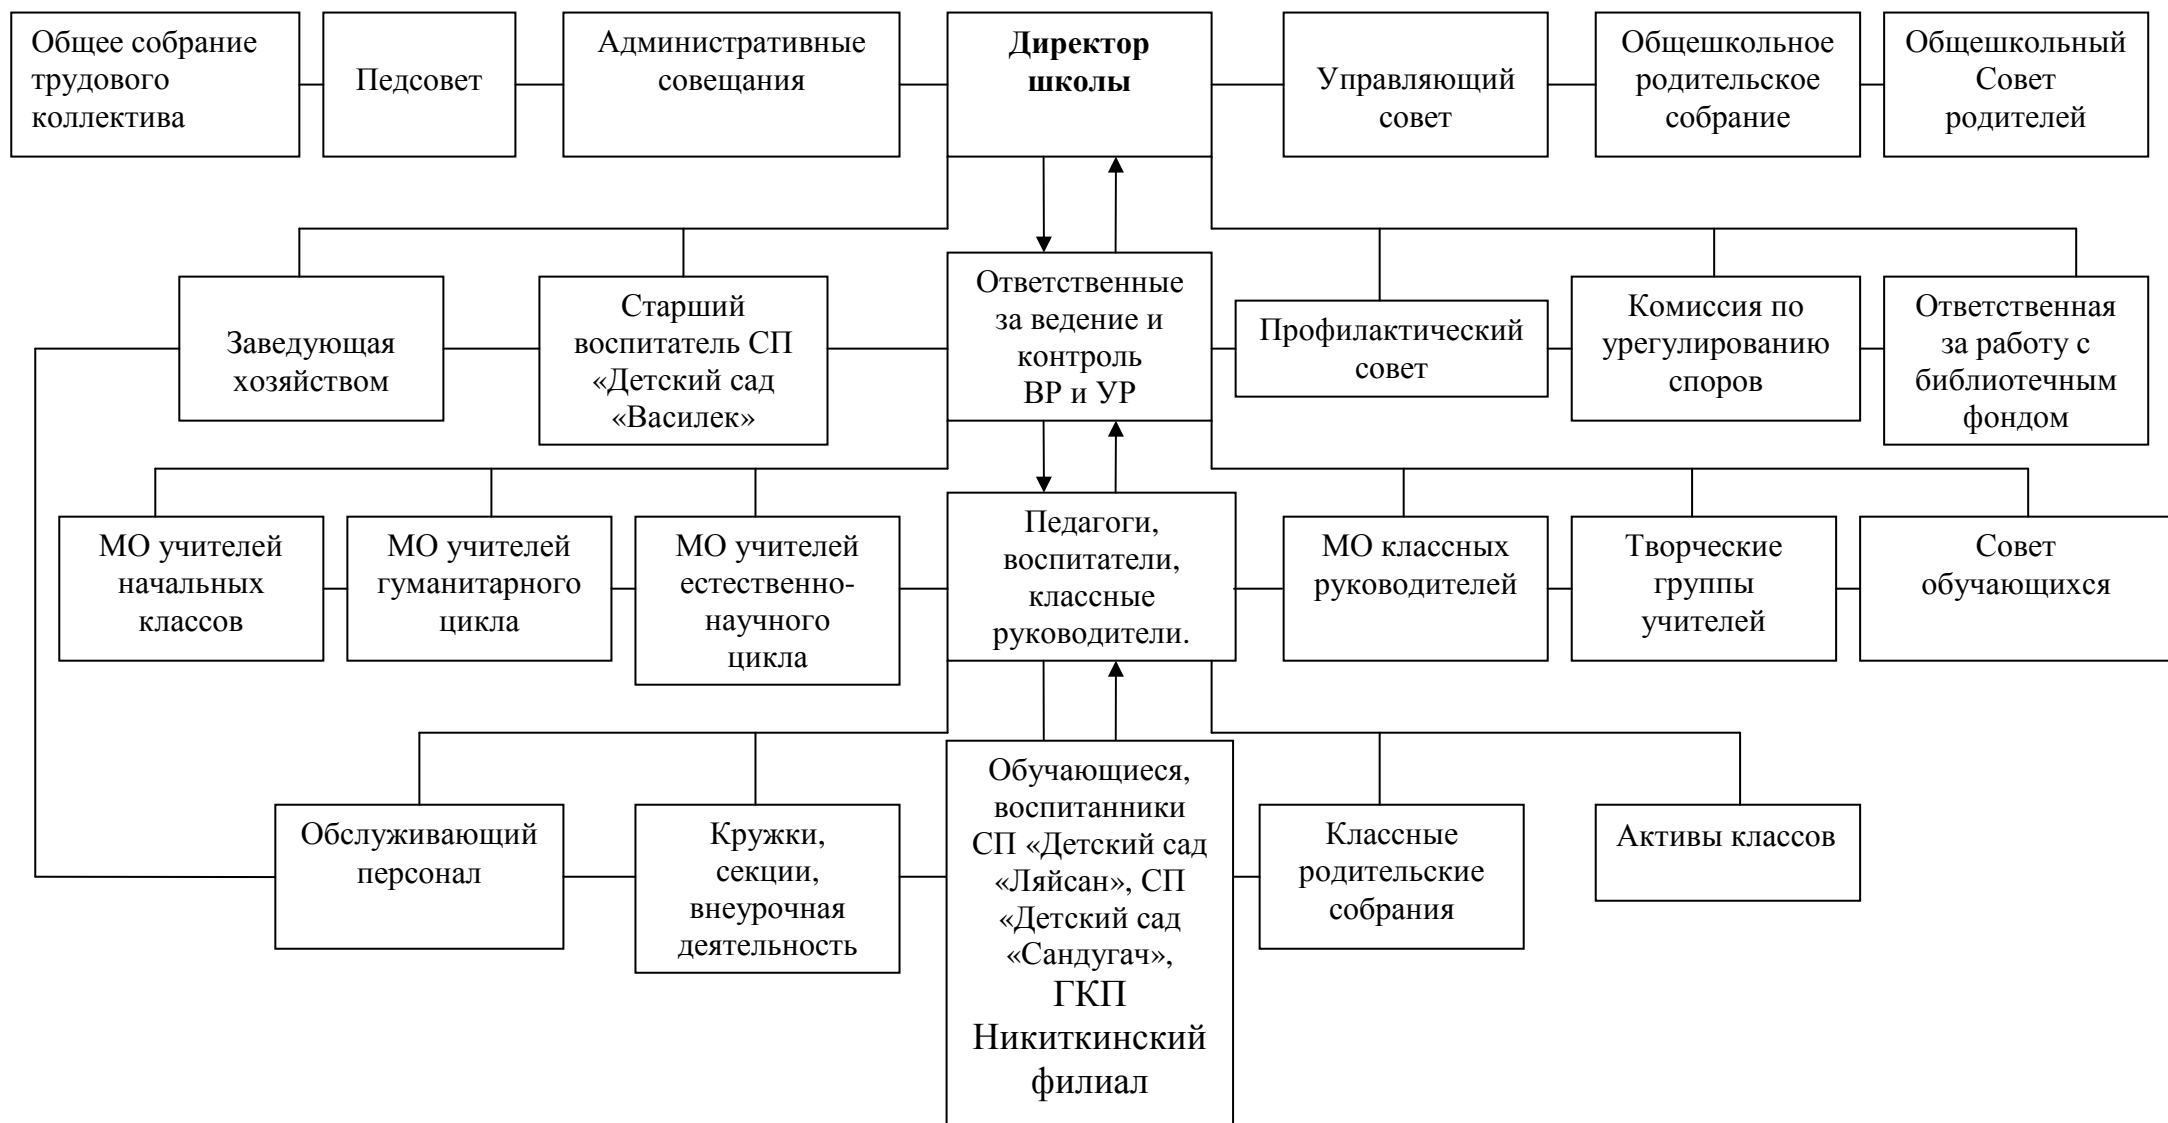 Общее собрание
трудового
коллектива
Педсовет
Административные
совещания
Директор
школы
Управляющий
совет
Общешкольное
родительское
собрание
Общешкольный
Совет
родителей
Заведующая
хозяйством
Старший
воспитатель СП
«Детский сад
«Василек»
Ответственные
за ведение и
контроль
ВР и УР
Профилактический
совет
Комиссия по
урегулированию
споров
Ответственная
за работу с
библиотечным
фондом
МО учителей
начальных
классов
МО учителей
гуманитарного
цикла
МО учителей
естественно-
научного
цикла
Педагоги,
воспитатели,
классные
руководители.
МО классных
руководителей
Творческие
группы
учителей
Совет
обучающихся
Обслуживающий
персонал
Кружки,
секции,
внеурочная
деятельность
Обучающиеся,
воспитанники
СП «Детский сад
«Ляйсан», СП
«Детский сад
«Сандугач»,
ГКП
Никиткинский
филиал
Классные
родительские
собрания
Активы классов